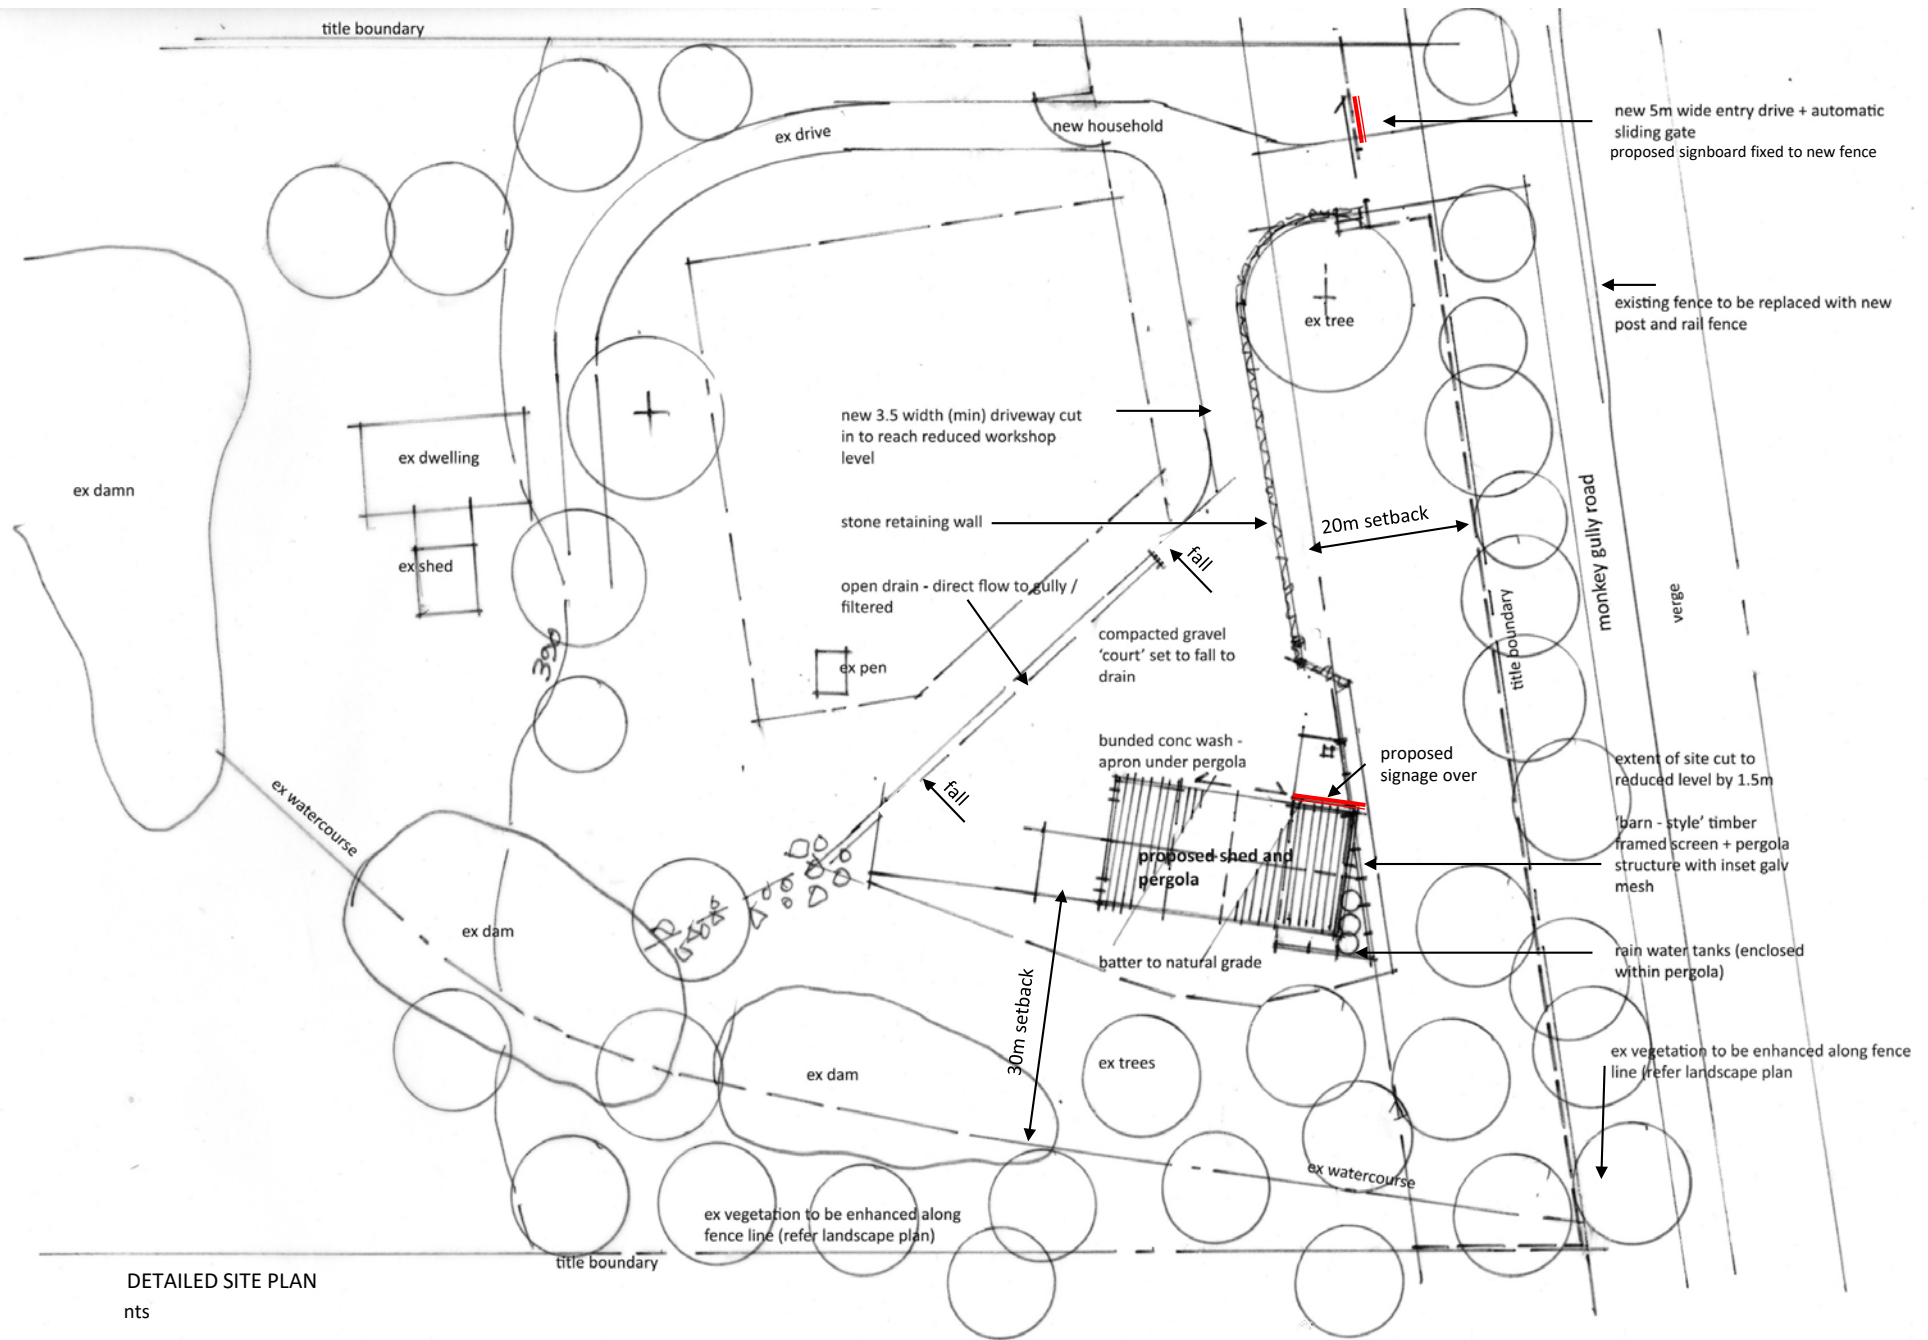 title boundary
new household
ex drive
new 5m wide entry drive + automatic
sliding gate
proposed signboard fixed to new fence
existing fence to be replaced with new
post and rail fence
ex tree
new 3.5 width (min) driveway cut
in to reach reduced workshop
level
ex dwelling
ex damn
stone retaining wall
20m setback
monkey gully road
verge
title boundary
fall
ex shed
open drain - direct flow to gully /
filtered
390
compacted gravel
'court' set to fall to
drain
ex pen
bunded conc wash -
apron under pergola
proposed
signage over
extent of site cut to
reduced level by 1.5m
fall
ex watercourse
'barn - style' timber
framed screen + pergola
structure with inset galv
mesh
proposed shed and
pergola
ex dam
batter to natural grade
rain water tanks (enclosed
within pergola)
30m setback
ex dam
ex trees
ex vegetation to be enhanced along fence
line (refer landscape plan
ex watercourse
ex vegetation to be enhanced along
fence line (refer landscape plan)
title boundary
DETAILED SITE PLAN
nts